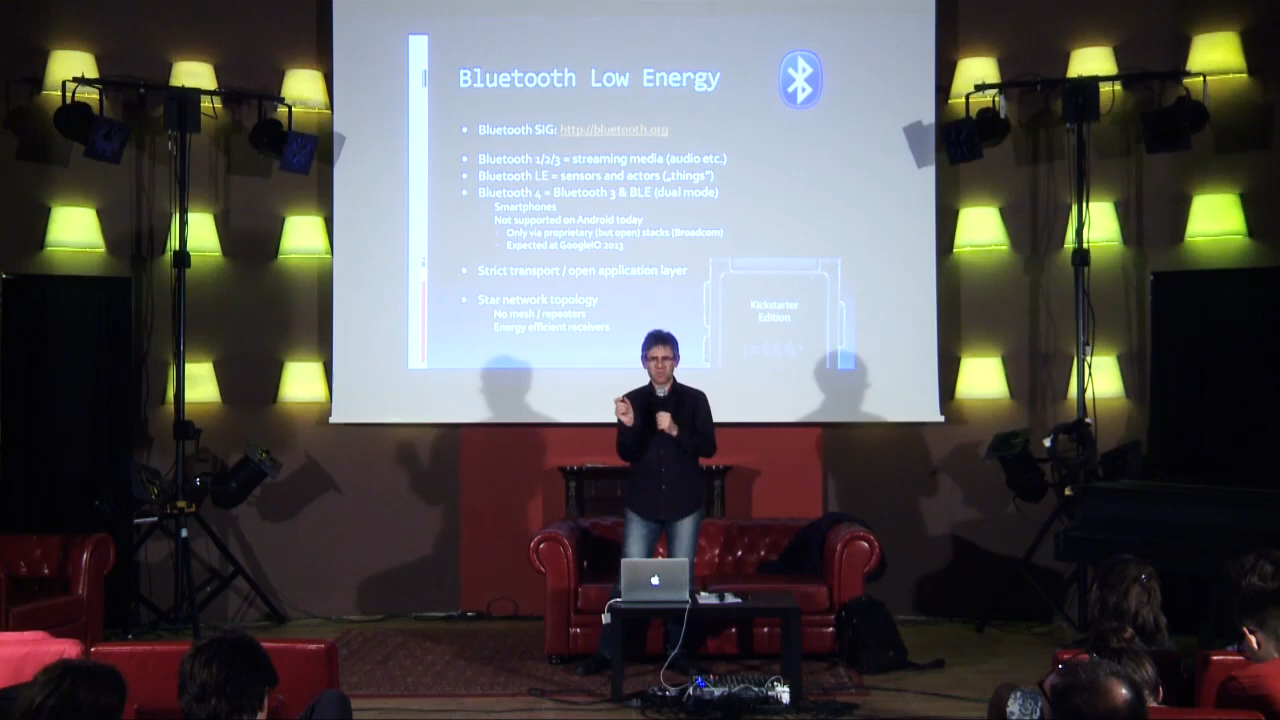 Bluetooth Low Energy
Bluetooth SIG: http://bluetooth.org
Bluetooth 1/2/3 = streaming media (audio etc.)
Bluetooth LE = sensors and actors („things")
Bluetooth 4 = Bluetooth 3 & BLE (dual mode)
Smartphones
Not supported on Android today
Only via proprietary (but open) stacks (Broadcom)
Expected at GoogleIO 2013
Strict transport / open application layer
Star network topology
No mesh / repeaters
Energy efficient receivers
Kickstarter
Edition